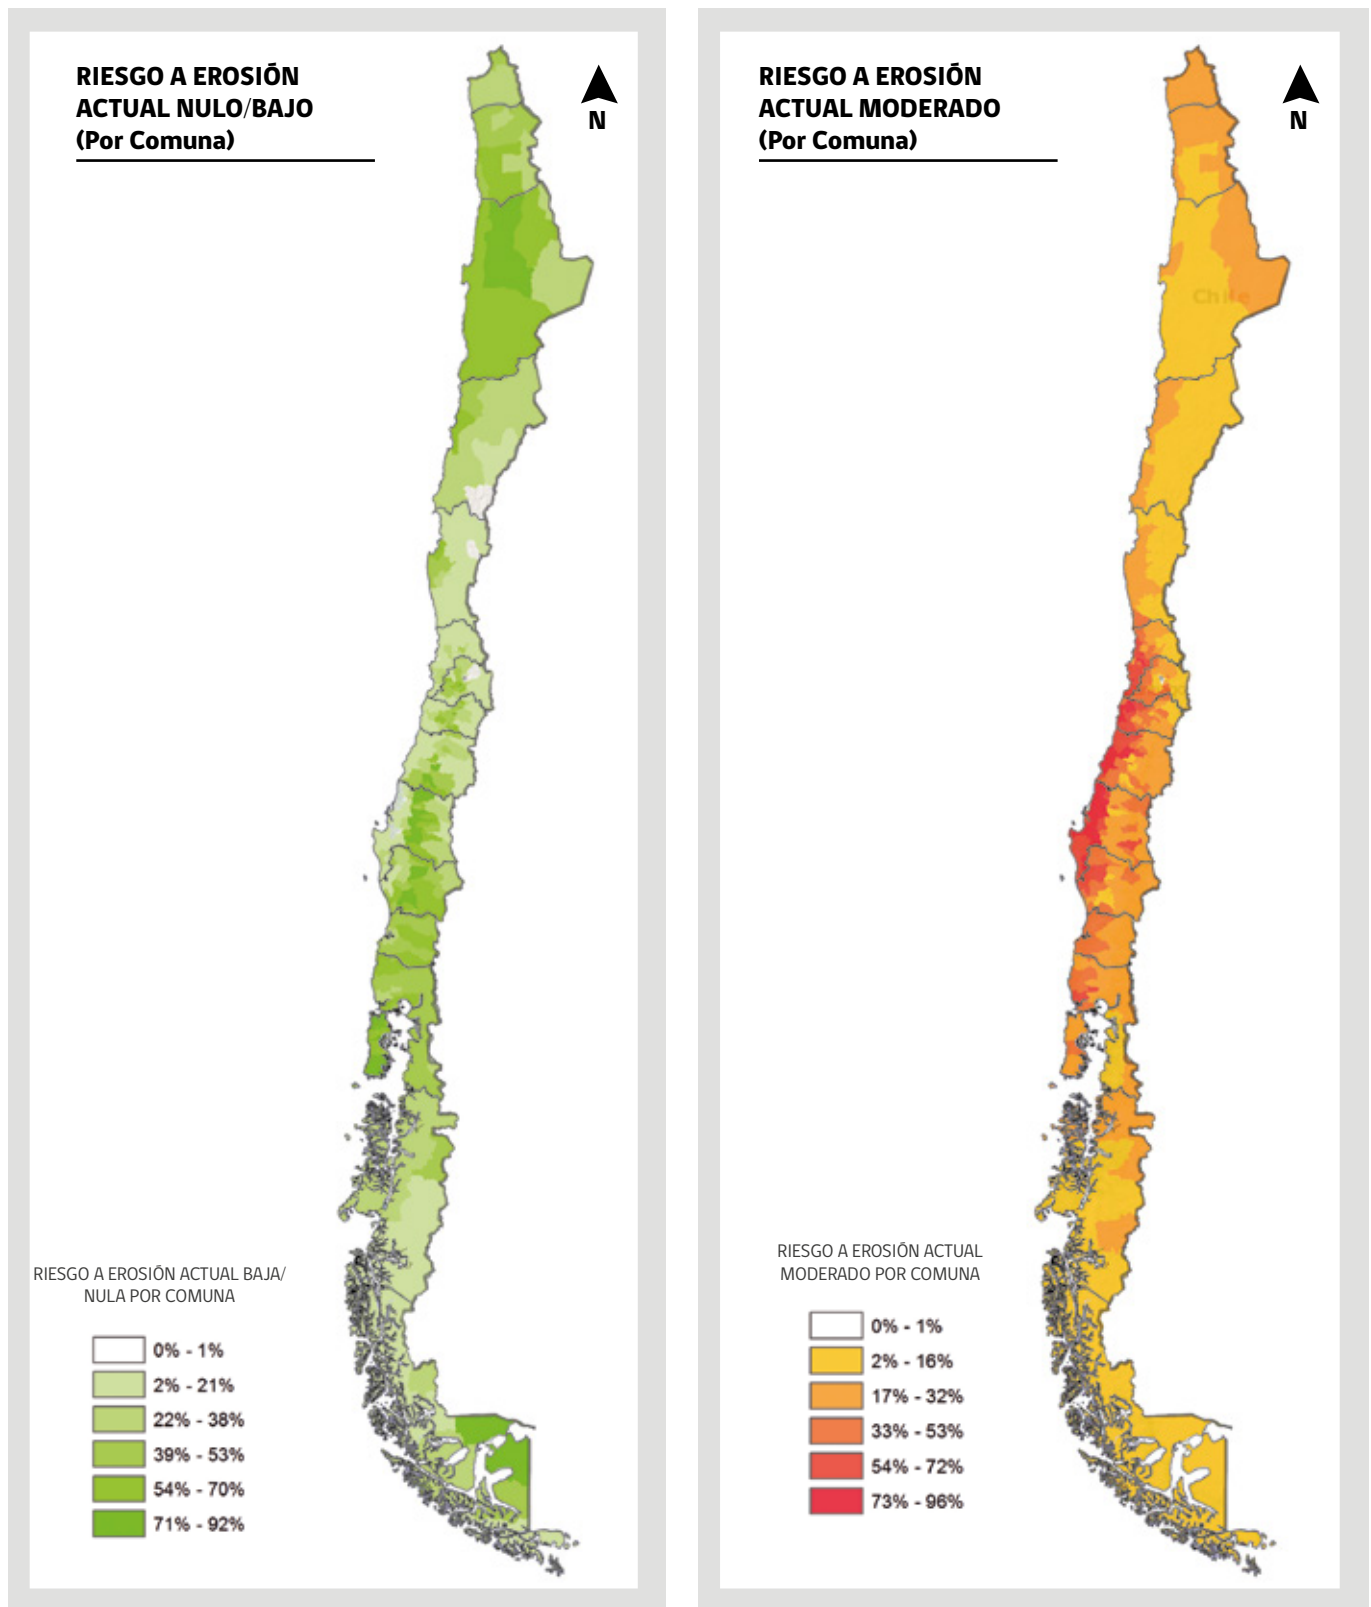 RIESGO A EROSIÓN
ACTUAL NULO/BAJO
(Por Comuna)
N
RIESGO A EROSIÓN ACTUAL BAJA/
NULA POR COMUNA
0% - 1%
2% - 21%
22% - 38%
39% - 53%
54% - 70%
71% - 92%
RIESGO A EROSIÓN
ACTUAL MODERADO
(Por Comuna)
N
Chile
RIESGO A EROSIÓN ACTUAL
MODERADO POR COMUNA
0% - 1%
2% - 16%
17% - 32%
33% - 53%
54% - 72%
73% - 96%